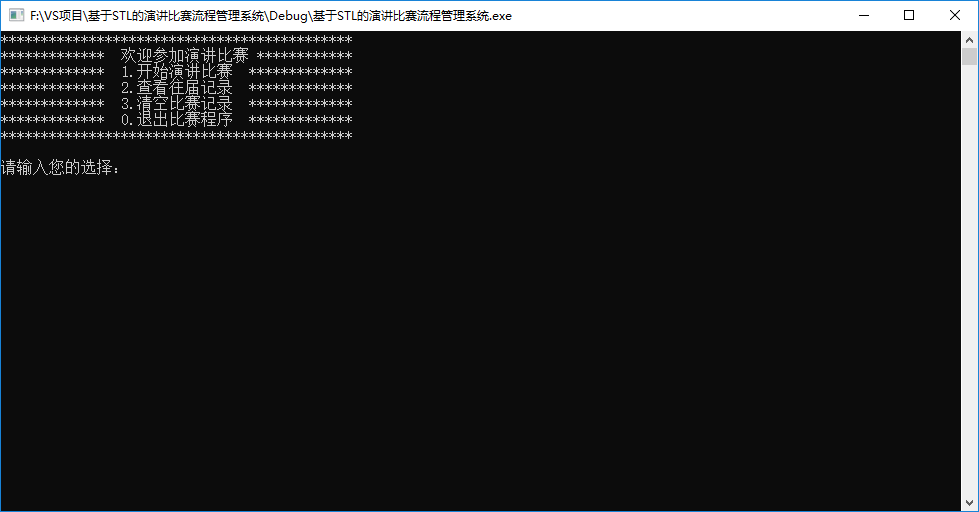 F:\VS项目\基于STL的演讲比赛流程管理系统\Debug\基于STL的演讲比赛流程管理系统.exe
********************************************
************* 欢迎参加演讲比赛 ************
*************  1.开始演讲比赛  *************
*************  2.查看往届记录  *************
*************  3.清空比赛记录  *************
*************  0.退出比赛程序  *************
********************************************
请输入您的选择：